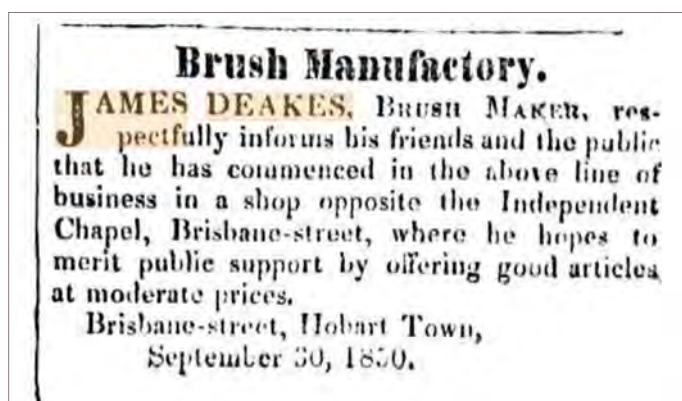 Brush Manufactory.
JAMES DEAKES, BRUSH MAKER, res-
pectfully informs his friends and the public
that he has commenced in the above line of
business in a shop opposite the Independent
Chapel, Brisbane-street, where he hopes to
merit public support by offering good articles
at moderate prices.
Brisbane-street, Hobart Town,
September